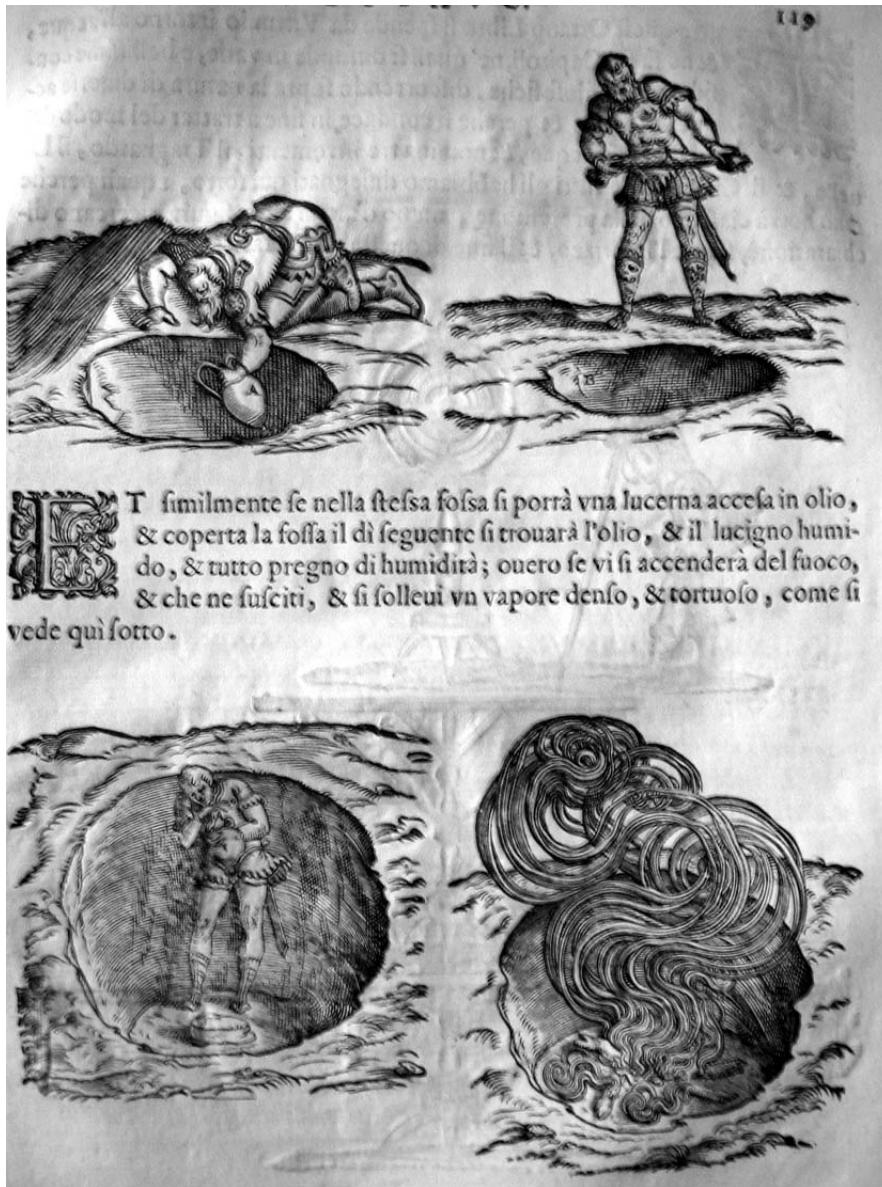 119
A
B
ET ſimilmente ſe nella ſteſsa foſsa ſi porrà vna lucerna acceſa in olio,
& coperta la foſſa il dì ſeguente ſi trouarà l'olio, & il lucigno humi-
do, & tutto pregno di humidità; ouero ſe vi ſi accenderà del fuoco,
& che ne ſuſciti, & ſi ſolleui vn vapore denſo, & tortuoſo, come ſi
vede quì ſotto.